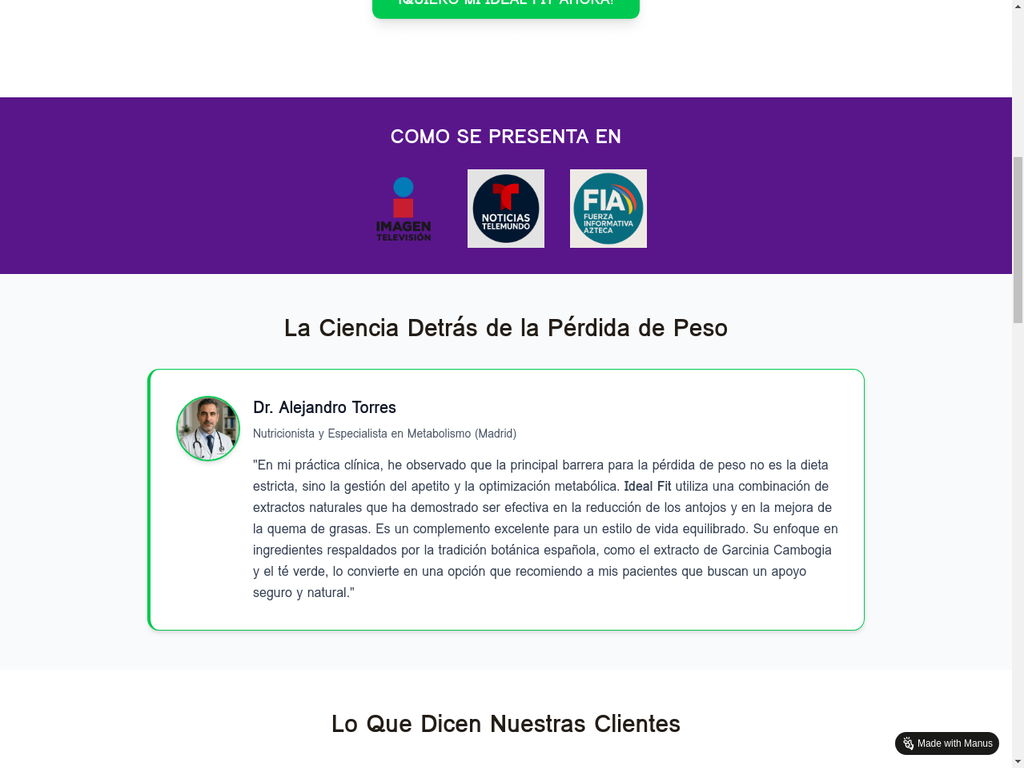 ¡QUIERO MI IDEAL FIT AHORA!
COMO SE PRESENTA EN
IMAGEN
TELEVISIÓN
NOTICIAS
TELEMUNDO
FIA
FUERZA
INFORMATIVA
AZTECA
La Ciencia Detrás de la Pérdida de Peso
Dr. Alejandro Torres
Nutricionista y Especialista en Metabolismo (Madrid)
"En mi práctica clínica, he observado que la principal barrera para la pérdida de peso no es la dieta
estricta, sino la gestión del apetito y la optimización metabólica. Ideal Fit utiliza una combinación de
extractos naturales que ha demostrado ser efectiva en la reducción de los antojos y en la mejora de
la quema de grasas. Es un complemento excelente para un estilo de vida equilibrado. Su enfoque en
ingredientes respaldados por la tradición botánica española, como el extracto de Garcinia Cambogia
y el té verde, lo convierte en una opción que recomiendo a mis pacientes que buscan un apoyo
seguro y natural."
Lo Que Dicen Nuestras Clientes
Made with Manus